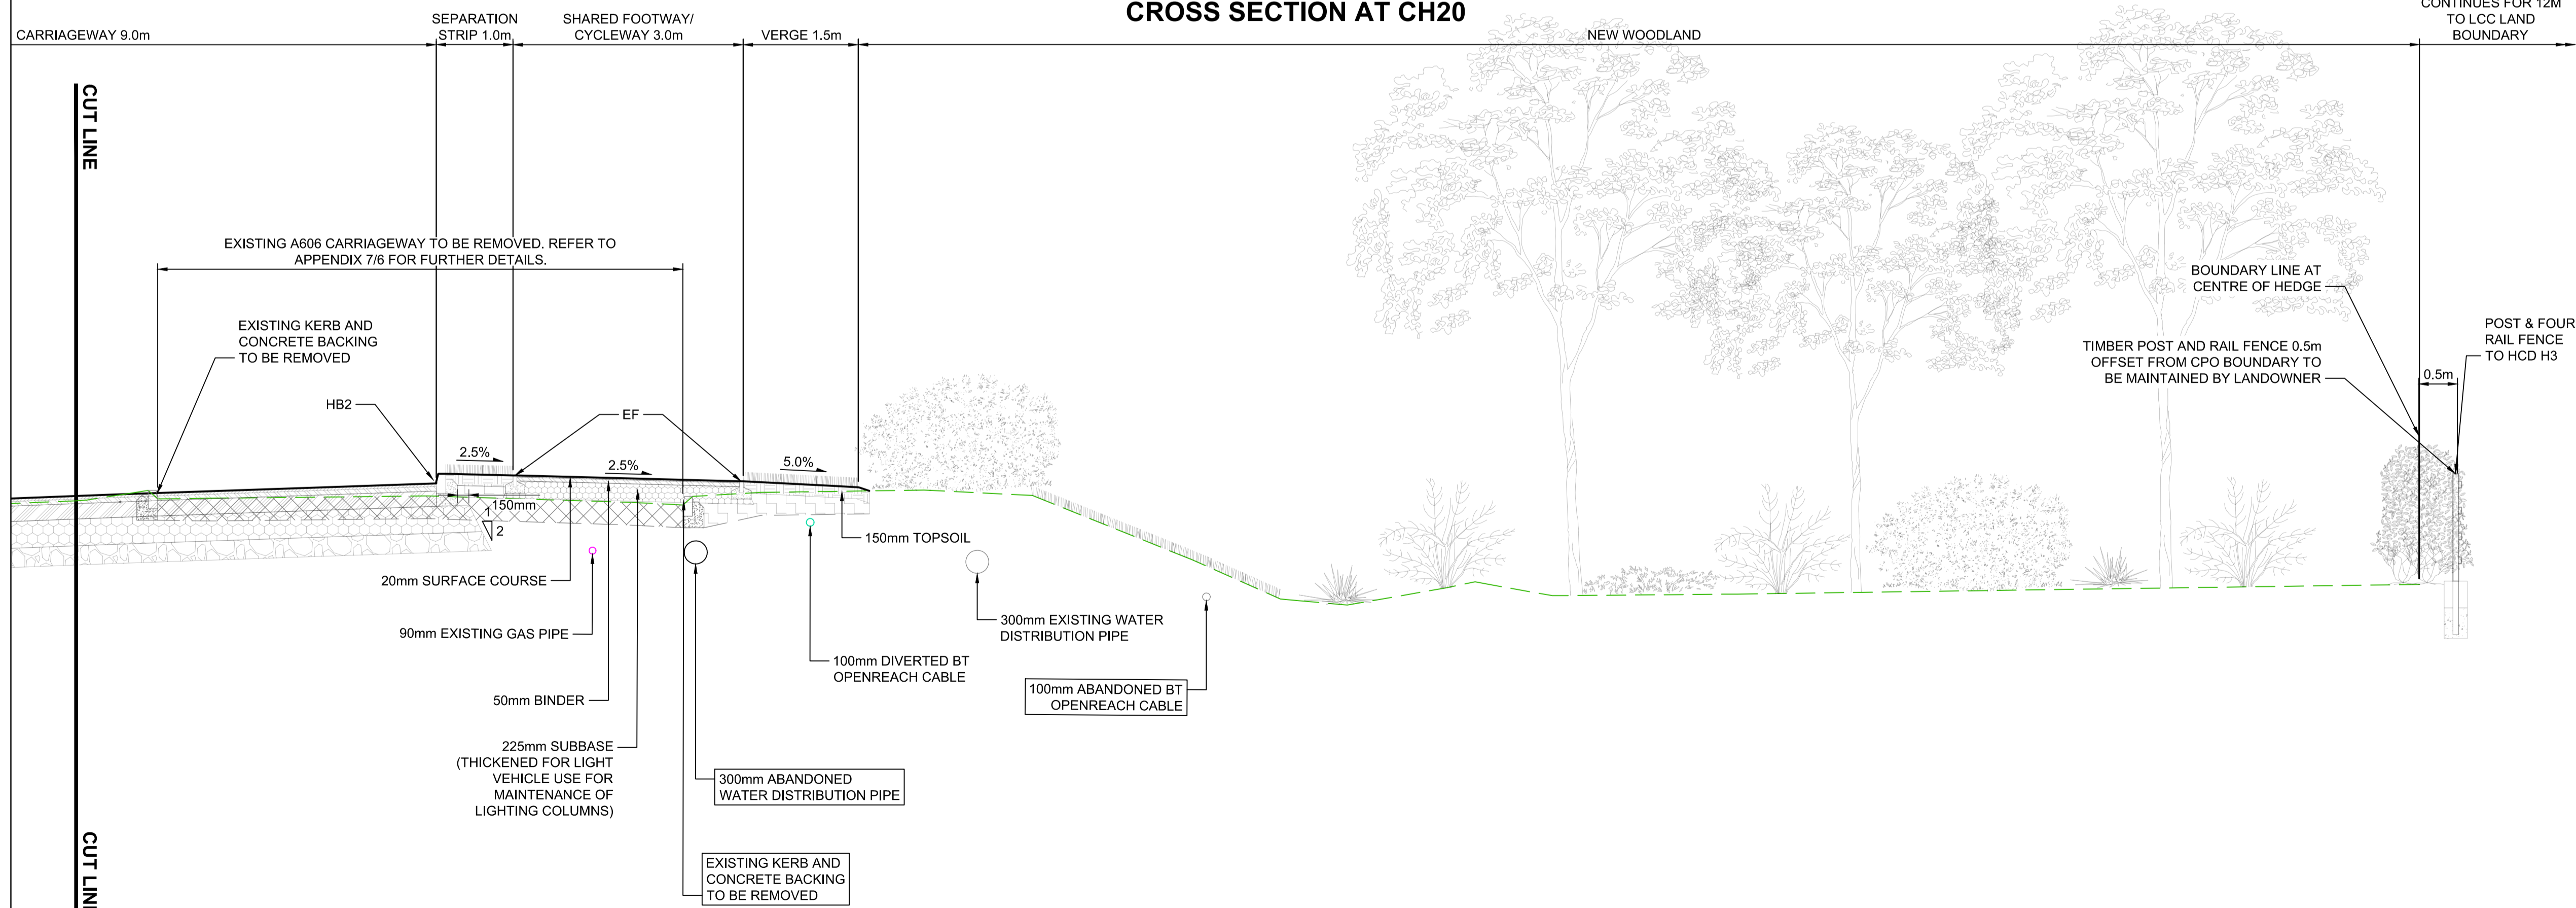 CROSS SECTION AT CH20
CONTINUES FOR 12M
TO LCC LAND
BOUNDARY
CARRIAGEWAY 9.0m
SEPARATION
STRIP 1.0m
SHARED FOOTWAY/
CYCLEWAY 3.0m
VERGE 1.5m
NEW WOODLAND
CUT LINE
EXISTING A606 CARRIAGEWAY TO BE REMOVED. REFER TO
APPENDIX 7/6 FOR FURTHER DETAILS.
EXISTING KERB AND
CONCRETE BACKING
TO BE REMOVED
HB2
EF
2.5%
2.5%
5.0%
150mm
1
2
BOUNDARY LINE AT
CENTRE OF HEDGE
TIMBER POST AND RAIL FENCE 0.5m
OFFSET FROM CPO BOUNDARY TO
BE MAINTAINED BY LANDOWNER
POST & FOUR
RAIL FENCE
TO HCD H3
0.5m
150mm TOPSOIL
20mm SURFACE COURSE
90mm EXISTING GAS PIPE
300mm EXISTING WATER
DISTRIBUTION PIPE
100mm DIVERTED BT
OPENREACH CABLE
100mm ABANDONED BT
OPENREACH CABLE
50mm BINDER
225mm SUBBASE
(THICKENED FOR LIGHT
VEHICLE USE FOR
MAINTENANCE OF
LIGHTING COLUMNS)
300mm ABANDONED
WATER DISTRIBUTION PIPE
EXISTING KERB AND
CONCRETE BACKING
TO BE REMOVED
CUT LINE